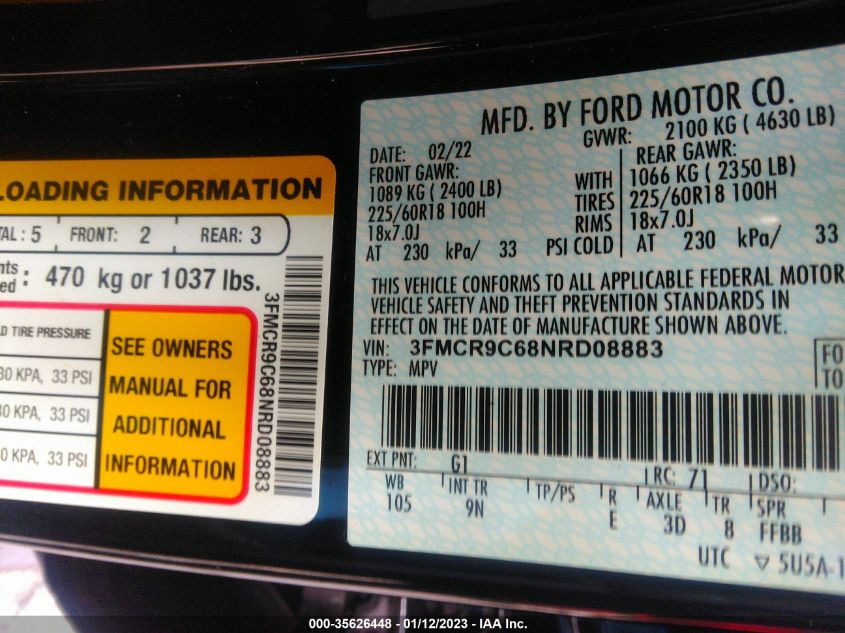 LOADING INFORMATION
TAL : 5 FRONT: 2 REAR: 3
470 kg or 1037 lbs.
TIRE PRESSURE
30 KPA, 33 PSI
30 KPA, 33 PSI
0 KPA, 33 PSI
SEE OWNERS
MANUAL FOR
ADDITIONAL
INFORMATION
3FMCR9C68NRD08883
MFD. BY FORD MOTOR CO.
DATE: 02/22 GVWR: 2100 KG ( 4630 LB)
FRONT GAWR: REAR GAWR:
1089 KG ( 2400 LB) WITH 1066 KG ( 2350 LB)
225/60R18 100H TIRES 225/60R18 100H
18x7.0J RIMS 18x7.0J
AT 230 kPa/ 33 PSI COLD AT 230 kPa/ 33
THIS VEHICLE CONFORMS TO ALL APPLICABLE FEDERAL MOTOR
VEHICLE SAFETY AND THEFT PREVENTION STANDARDS IN
EFFECT ON THE DATE OF MANUFACTURE SHOWN ABOVE.
VIN: 3FMCR9C68NRD08883
TYPE: MPV
FO
TO
EXT PNT: G1 RC: 71 DSO:
WB INT TR TP/PS R AXLE TR SPR
105 9N E 3D 8 FFBB
UTC 5U5A-1
000-35626448 - 01/12/2023 - IAA Inc.